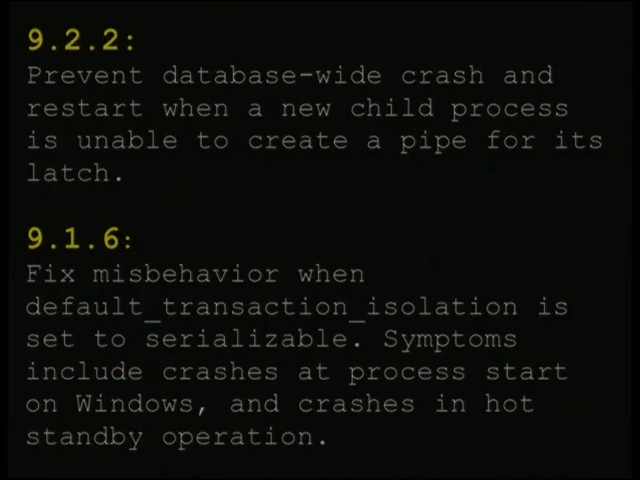 9.2.2:
Prevent database-wide crash and
restart when a new child process
is unable to create a pipe for its
latch.
9.1.6:
Fix misbehavior when
default_transaction_isolation is
set to serializable. Symptoms
include crashes at process start
on Windows, and crashes in hot
standby operation.